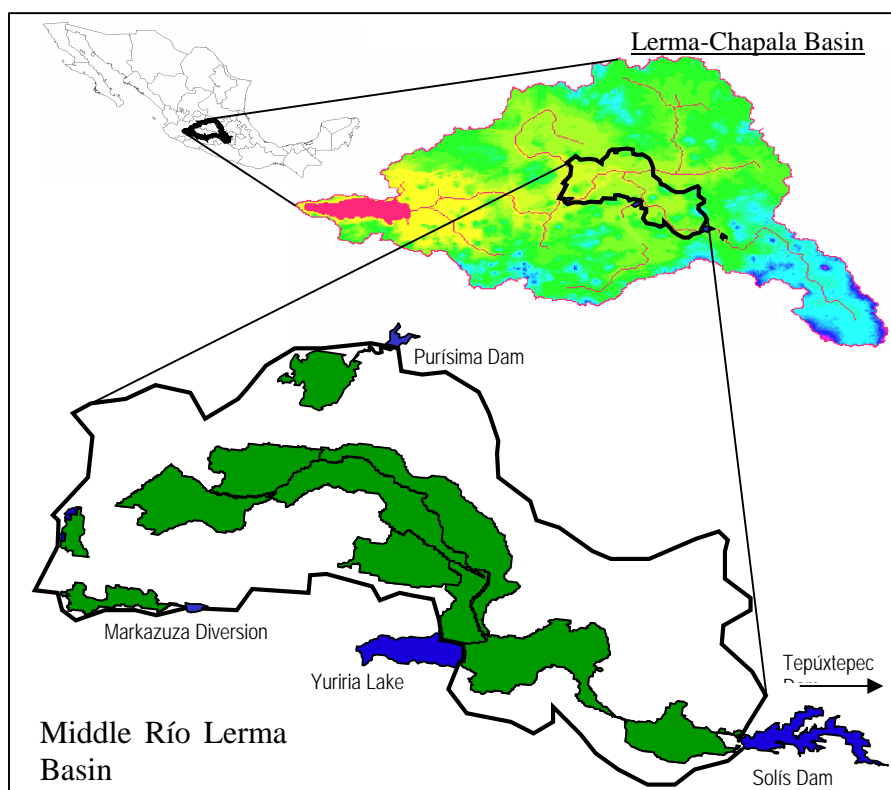 Lerma-Chapala Basin
Purísima Dam
Markazuza Diversion
Yuriria Lake
Tepúxtepec
Solís Dam
Middle Río Lerma
Basin